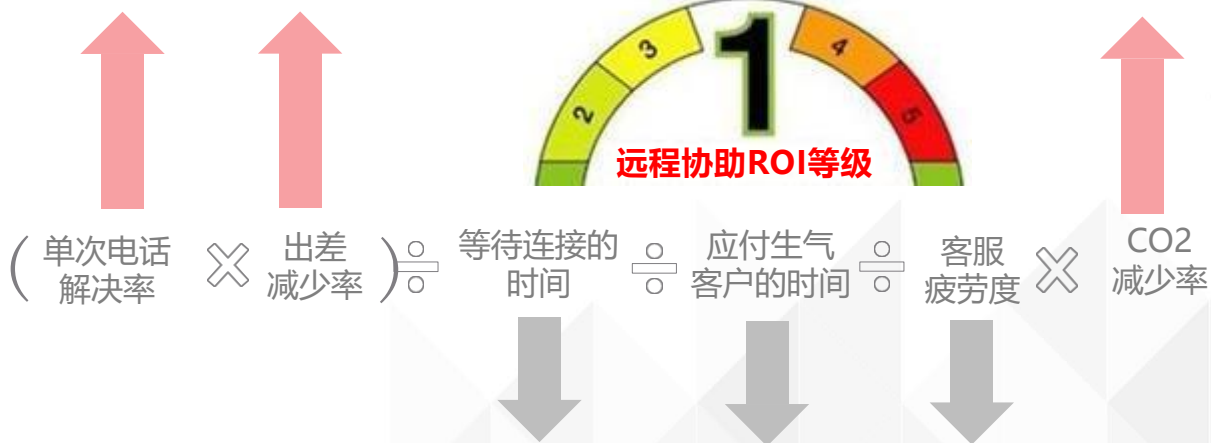 3
1
4
2
5
远程协助ROI等级
(
单次电话
解决率
×
出差
减少率
)
÷
等待连接的
时间
÷
应付生气
客户的时间
÷
客服
疲劳度
×
CO2
减少率